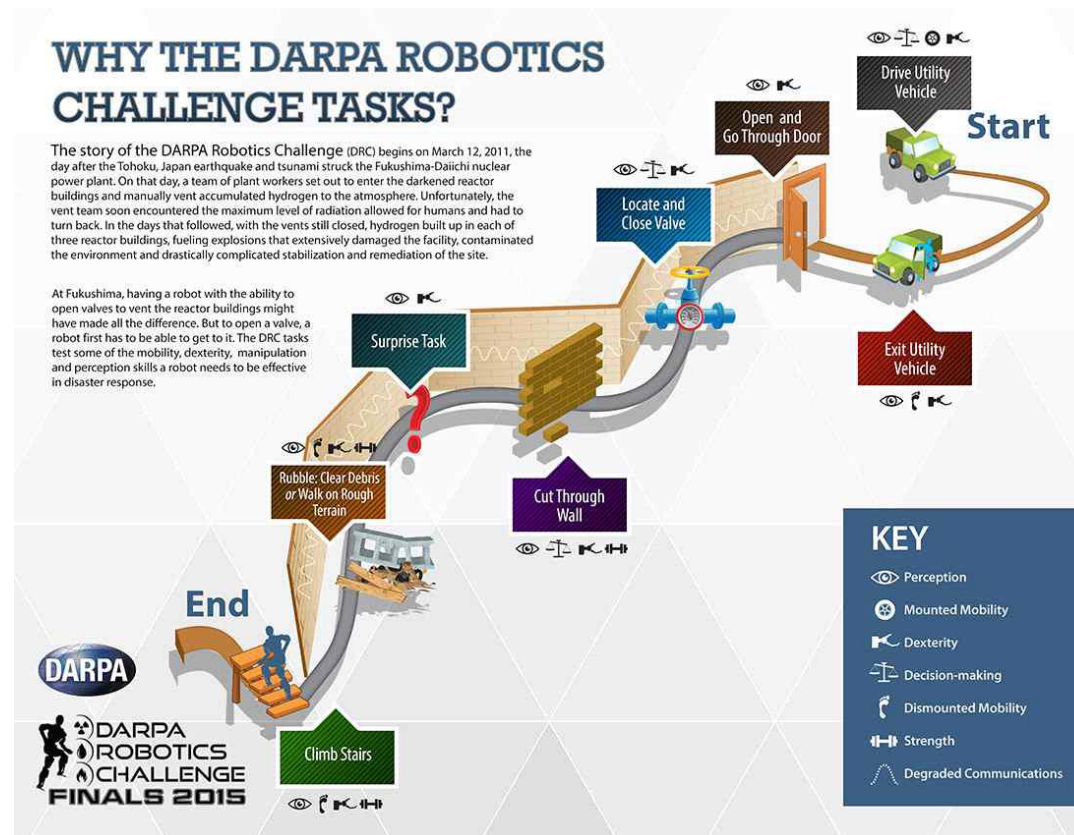 WHY THE DARPA ROBOTICS
CHALLENGE TASKS?
The story of the DARPA Robotics Challenge (DRC) begins on March 12, 2011, the
day after the Tohoku, Japan earthquake and tsunami struck the Fukushima-Daiichi nuclear
power plant. On that day, a team of plant workers set out to enter the darkened reactor
buildings and manually vent accumulated hydrogen to the atmosphere. Unfortunately, the
vent team soon encountered the maximum level of radiation allowed for humans and had to
turn back. In the days that followed, with the vents still closed, hydrogen built up in each of
three reactor buildings, fueling explosions that extensively damaged the facility, contaminated
the environment and drastically complicated stabilization and remediation of the site.
At Fukushima, having a robot with the ability to
open valves to vent the reactor buildings might
have made all the difference. But to open a valve, a
robot first has to be able to get to it. The DRC tasks
test some of the mobility, dexterity, manipulation
and perception skills a robot needs to be effective
in disaster response.
Start
Drive Utility
Vehicle
Exit Utility
Vehicle
Open and
Go Through Door
Locate and
Close Valve
Cut Through
Wall
Surprise Task
?
Rubble: Clear Debris
or Walk on Rough
Terrain
Climb Stairs
End
DARPA
DARPA
ROBOTICS
CHALLENGE
FINALS 2015
KEY
Perception
Mounted Mobility
Dexterity
Decision-making
Dismounted Mobility
Strength
Degraded Communications